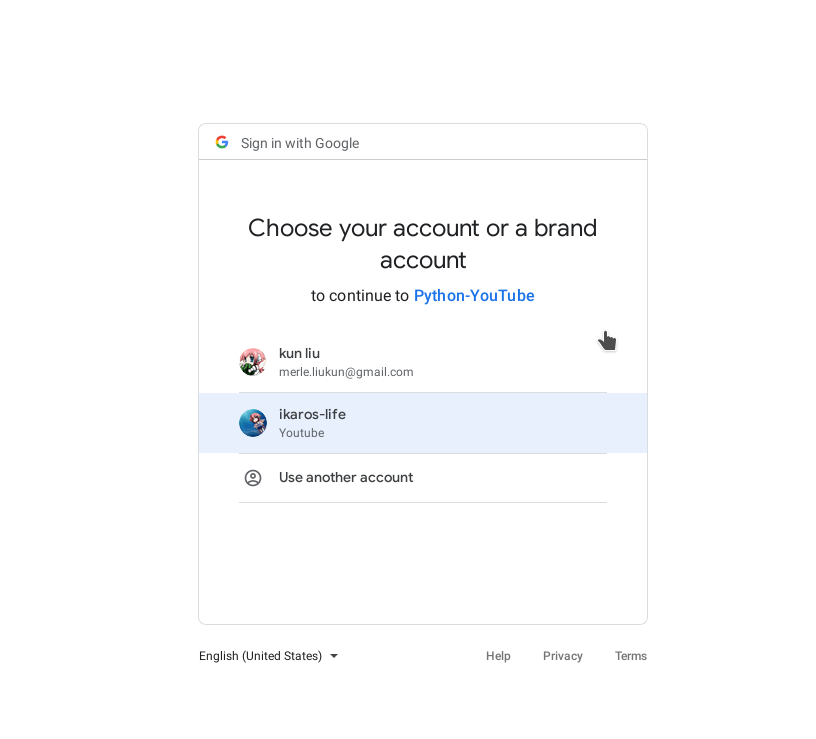 Sign in with Google
Choose your account or a brand
account
to continue to Python-YouTube
kun liu
merle.liukun@gmail.com
ikaros-life
Youtube
Use another account
English (United States)
Help Privacy Terms